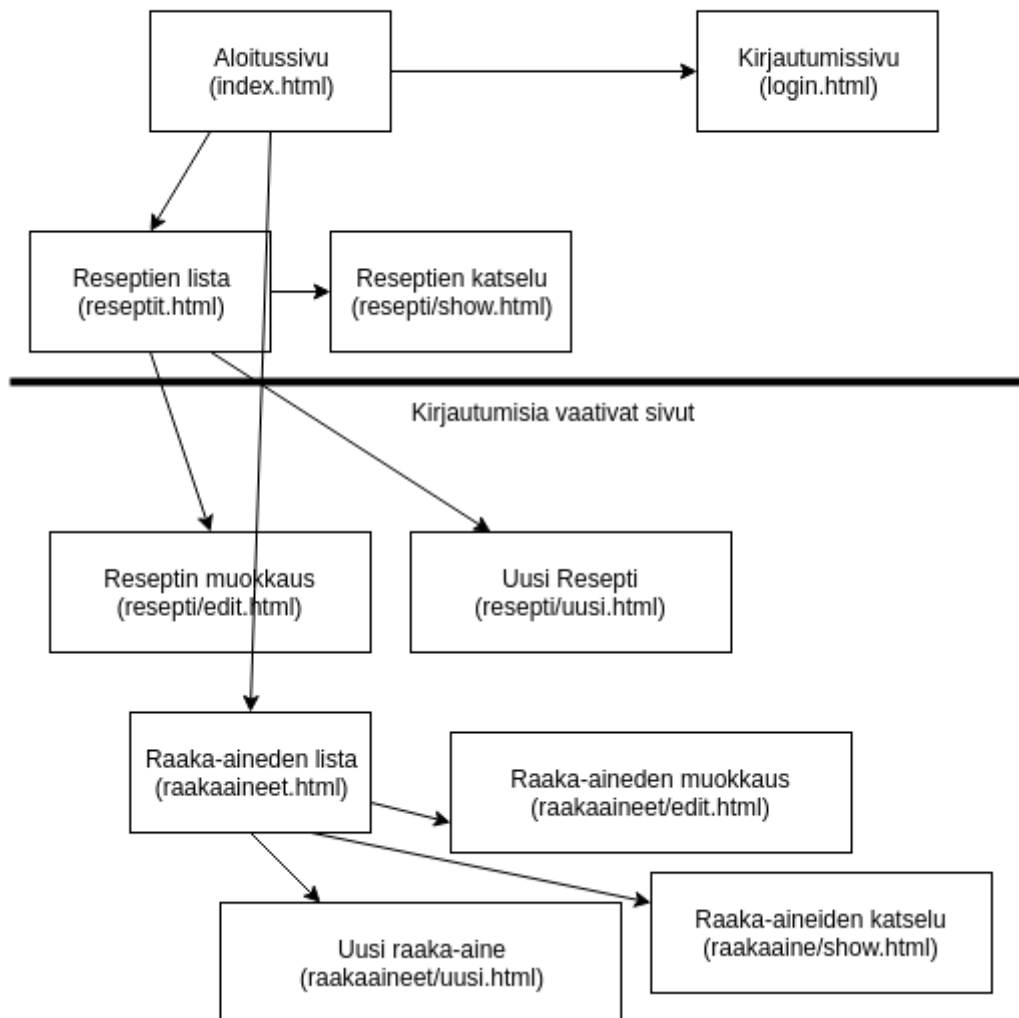 Aloitussivu
(index.html)
Kirjautumissivu
(login.html)
Reseptien lista
(reseptit.html)
Reseptien katselu
(resepti/show.html)
Kirjautumisia vaativat sivut
Reseptin muokkaus
(resepti/edit.html)
Uusi Resepti
(resepti/uusi.html)
Raaka-aineden lista
(raakaaineet.html)
Raaka-aineden muokkaus
(raakaaineet/edit.html)
Raaka-aineiden katselu
(raakaaine/show.html)
Uusi raaka-aine
(raakaaineet/uusi.html)